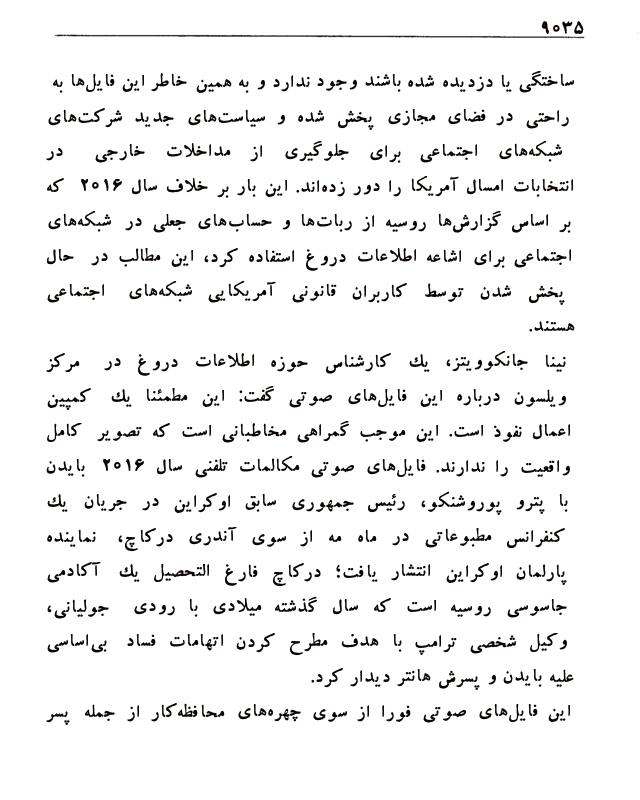 ۹۰۳۵
ساختگی یا دزدیده شده باشند وجود ندارد و به همین خاطر این فایل‌ها به
راحتی در فضای مجازی پخش شده و سیاست‌های جدید شرکت‌های
شبکه‌های اجتماعی برای جلوگیری از مداخلات خارجی در
انتخابات امسال آمریکا را دور زده‌اند. این بار بر خلاف سال ۲۰۱۶ که
بر اساس گزارش‌ها روسیه از ربات‌ها و حساب‌های جعلی در شبکه‌های
اجتماعی برای اشاعه اطلاعات دروغ استفاده کرد، این مطالب در حال
پخش شدن توسط کاربران قانونی آمریکایی شبکه‌های اجتماعی
هستند.
نینا جانکوویتز، یك کارشناس حوزه اطلاعات دروغ در مرکز
ویلسون درباره این فایل‌های صوتی گفت: این مطمئنا یك کمپین
اعمال نفوذ است. این موجب گمراهی مخاطبانی است که تصویر کامل
واقعیت را ندارند. فایل‌های صوتی مکالمات تلفنی سال ۲۰۱۶ بایدن
با پترو پوروشنکو، رئیس جمهوری سابق اوکراین در جریان یك
کنفرانس مطبوعاتی در ماه مه از سوی آندری درکاچ، نماینده
پارلمان اوکراین انتشار یافت؛ درکاچ فارغ التحصیل یك آکادمی
جاسوسی روسیه است که سال گذشته میلادی با رودی جولیانی،
وکیل شخصی ترامپ با هدف مطرح کردن اتهامات فساد بی‌اساسی
علیه بایدن و پسرش هانتر دیدار کرد.
این فایل‌های صوتی فورا از سوی چهره‌های محافظه‌کار از جمله پسر